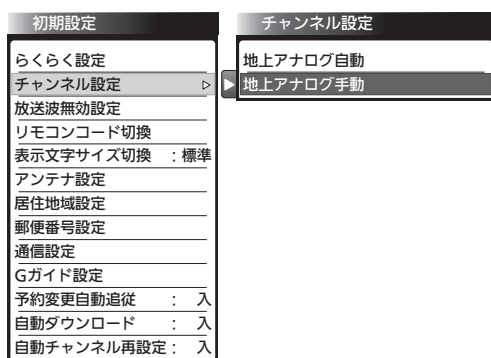 初期設定
らくらく設定
チャンネル設定
放送波無効設定
リモコンコード切換
表示文字サイズ切換 ：標準
アンテナ設定
居住地域設定
郵便番号設定
通信設定
Gガイド設定
予約変更自動追従 ： 入
自動ダウンロード ： 入
自動チャンネル再設定： 入
チャンネル設定
地上アナログ自動
地上アナログ手動